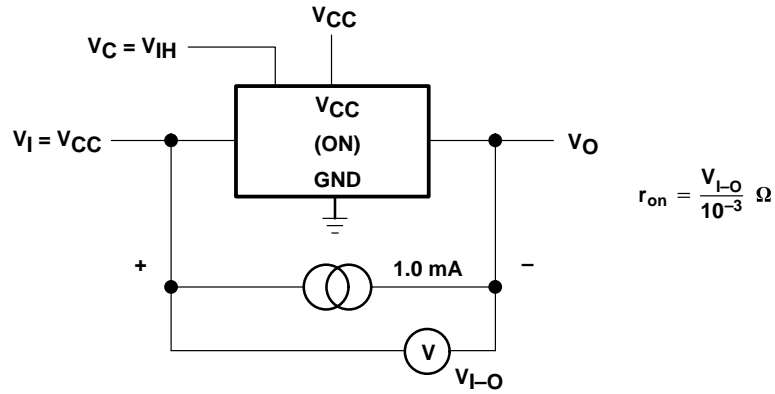 VCC
VC = VIH
VI = VCC
VCC
(ON)
GND
VO
ron = VI–O / 10–3 Ω
+
1.0 mA
–
V
VI–O